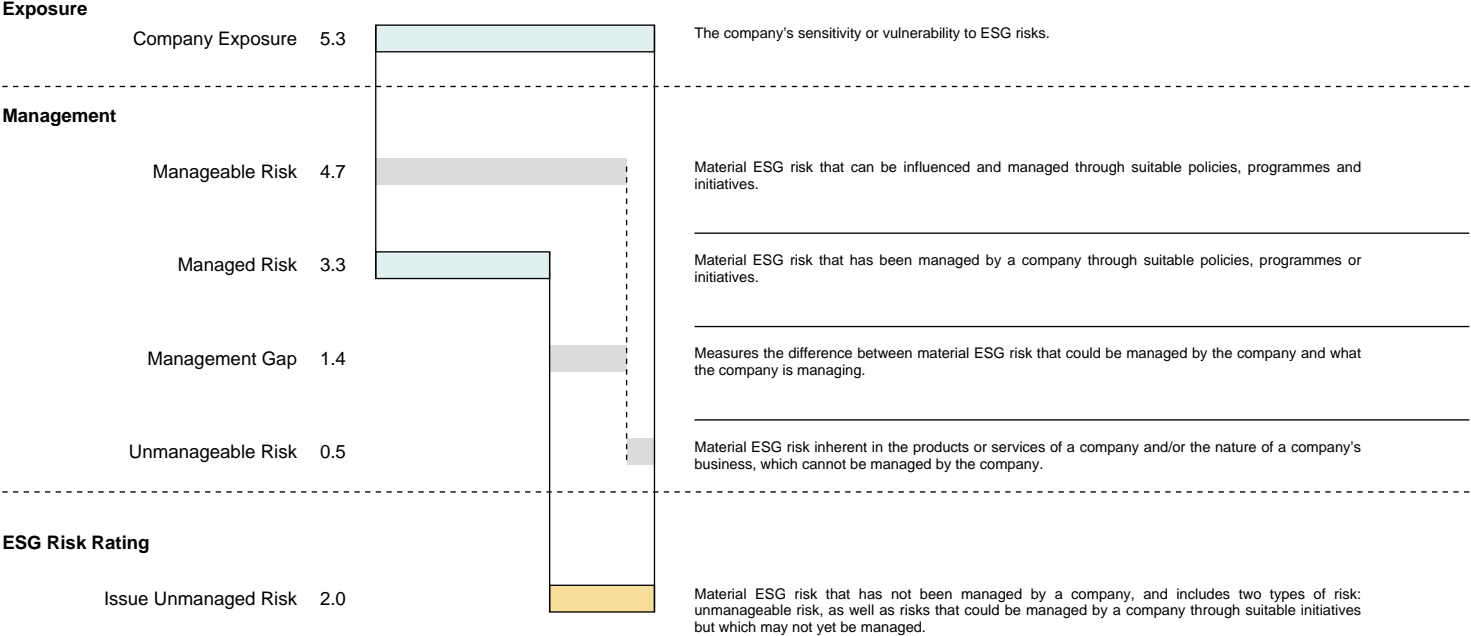 Exposure
Company Exposure 5.3
The company’s sensitivity or vulnerability to ESG risks.
Management
Manageable Risk 4.7
Material ESG risk that can be influenced and managed through suitable policies, programmes and
initiatives.
Managed Risk 3.3
Material ESG risk that has been managed by a company through suitable policies, programmes or
initiatives.
Management Gap 1.4
Measures the difference between material ESG risk that could be managed by the company and what
the company is managing.
Unmanageable Risk 0.5
Material ESG risk inherent in the products or services of a company and/or the nature of a company’s
business, which cannot be managed by the company.
ESG Risk Rating
Issue Unmanaged Risk 2.0
Material ESG risk that has not been managed by a company, and includes two types of risk:
unmanageable risk, as well as risks that could be managed by a company through suitable initiatives
but which may not yet be managed.